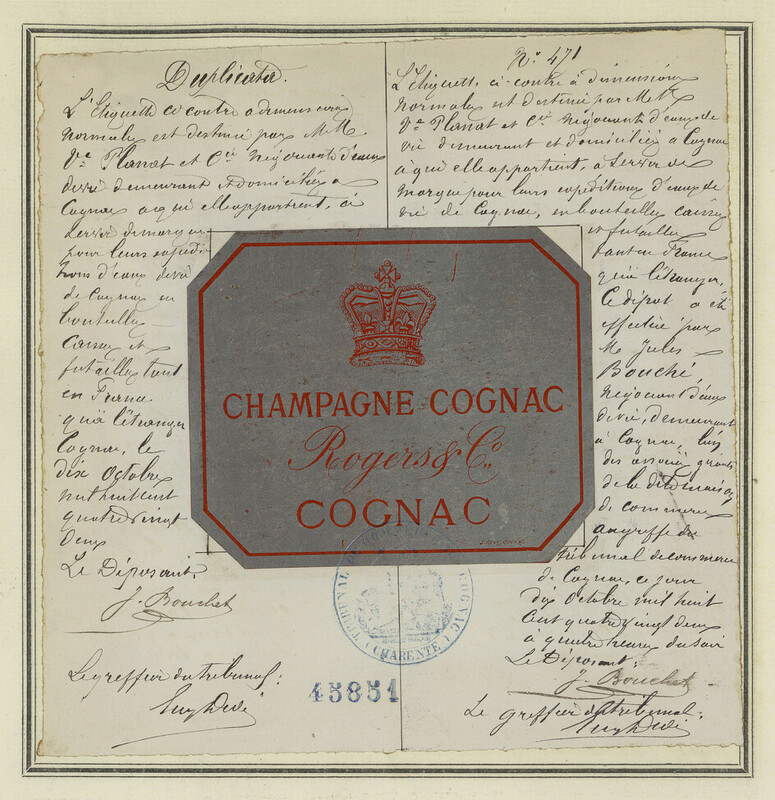 Duplicata.
L'Etiquette ci contre a dimensions
normales est destinée par M.M.
Vve Planat et Cie Négociants d'eaux
de vie demeurant et domiciliés à
Cognac à qui elle appartient, à
servir de marque
pour leurs expédi
tions d'eaux de vie
de Cognac en
bouteilles
Caisses et
futailles tant
en France
qu'à l'étranger
Cognac, le
dix Octobre
mil huit cent
quatre vingt
deux
Le Déposant,
J. Bouchet
Le greffier du tribunal:
No 471
L'Etiquette ci-contre à dimensions
normales est destinée par M.M.
Vve Planat et Cie Négociants d'eaux de
vie demeurant et domiciliés à Cognac
à qui elle appartient, à servir de
marque pour leurs expéditions d'eaux de
vie de Cognac, en bouteilles caisses
et futailles
tant en France
qu'à l'étranger.
Ce dépôt a été
effectué par
M. Jules
Bouché
négociant d'eaux
de vie, demeurant
à Cognac, l'un
des associés gérants
de la dite maison
de commerce
au greffe du
tribunal de commerce
de Cognac, ce jour
dix Octobre mil huit
cent quatre vingt deux
à quatre heures du soir
Le Déposant:
J. Bouchet
Le greffier du tribunal:
CHAMPAGNE COGNAC
Rogers & Co.
COGNAC
TRIBUNAL DE COGNAC
(CHARENTE)
45851